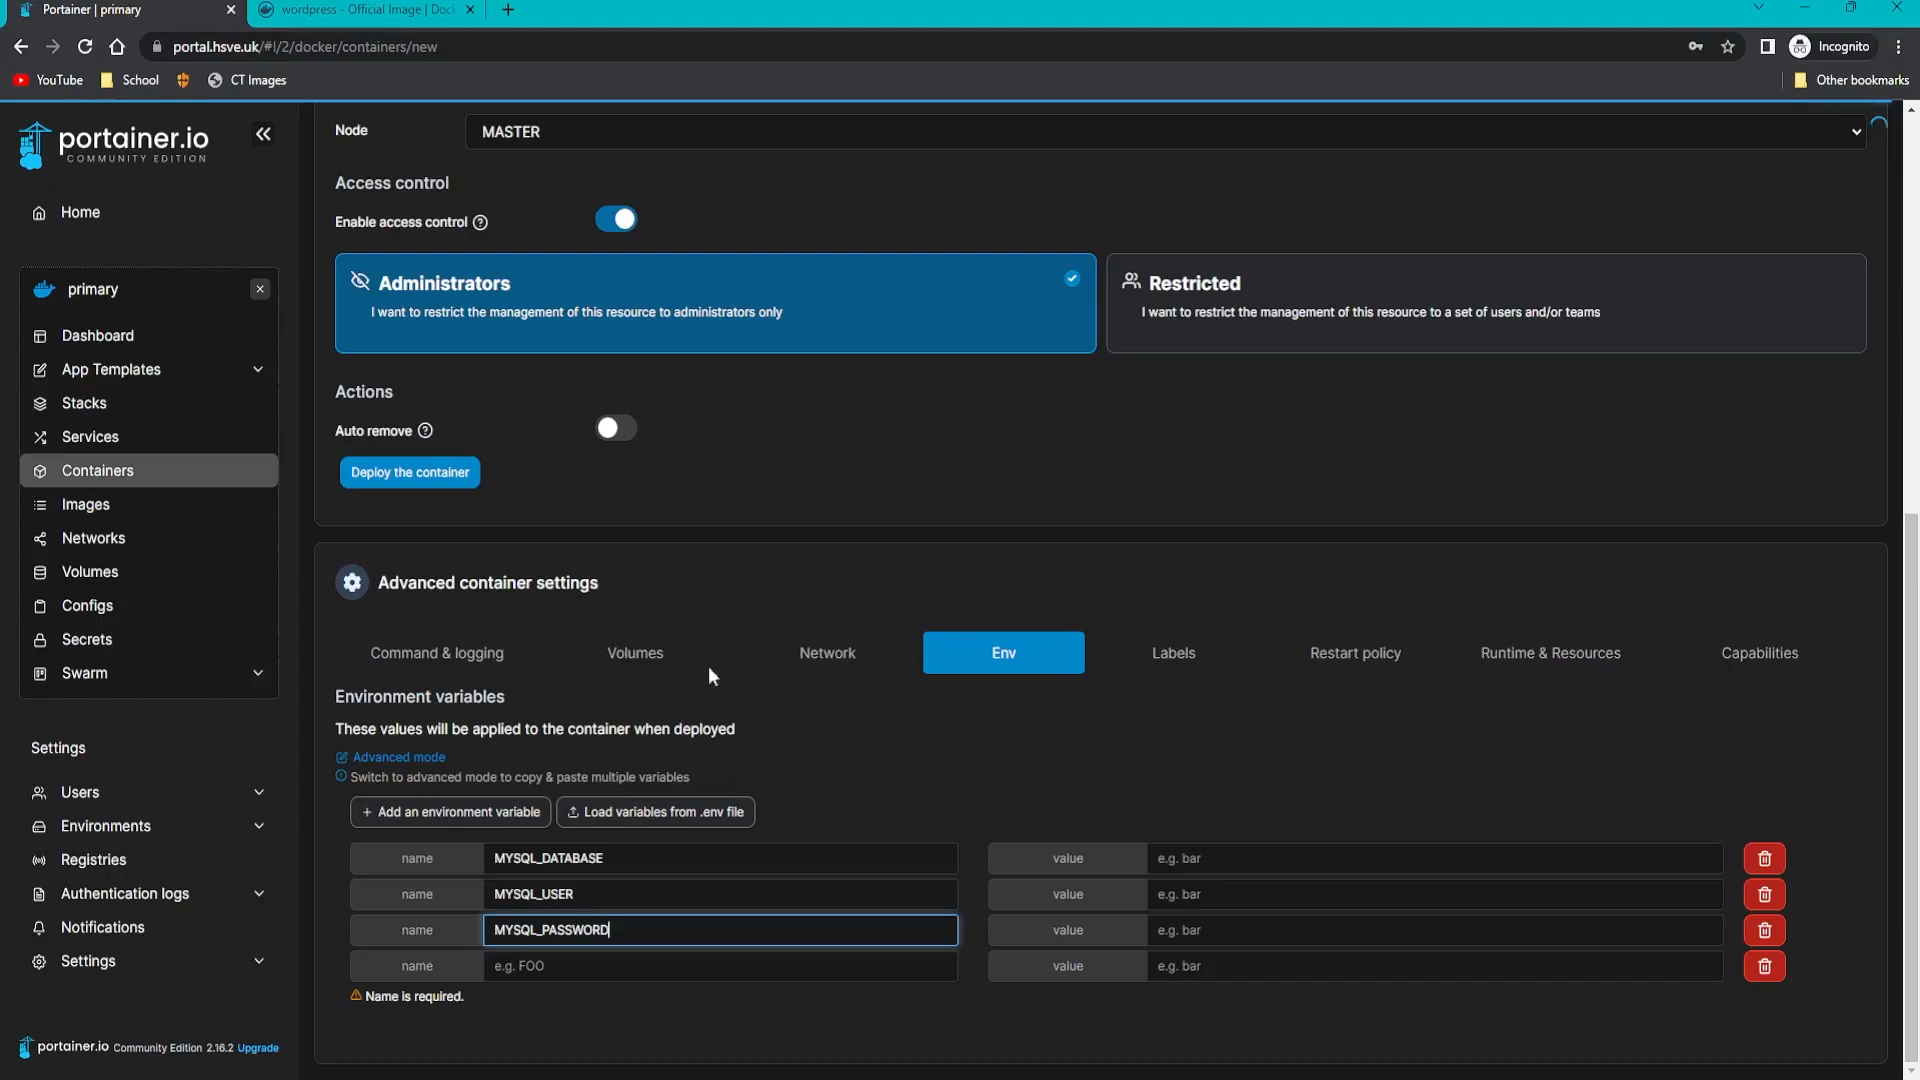 Portainer | primary
wordpress - Official Image | Doc
portal.hsve.uk/#!/2/docker/containers/new
Incognito
YouTube
School
CT Images
Other bookmarks
portainer.io
COMMUNITY EDITION
Home
primary
Dashboard
App Templates
Stacks
Services
Containers
Images
Networks
Volumes
Configs
Secrets
Swarm
Settings
Users
Environments
Registries
Authentication logs
Notifications
Settings
portainer.io Community Edition 2.16.2 Upgrade
Node
MASTER
Access control
Enable access control
Administrators
I want to restrict the management of this resource to administrators only
Restricted
I want to restrict the management of this resource to a set of users and/or teams
Actions
Auto remove
Deploy the container
Advanced container settings
Command & logging
Volumes
Network
Env
Labels
Restart policy
Runtime & Resources
Capabilities
Environment variables
These values will be applied to the container when deployed
Advanced mode
Switch to advanced mode to copy & paste multiple variables
+ Add an environment variable
Load variables from .env file
name MYSQL_DATABASE value e.g. bar
name MYSQL_USER value e.g. bar
name MYSQL_PASSWORD value e.g. bar
name e.g. FOO value e.g. bar
Name is required.